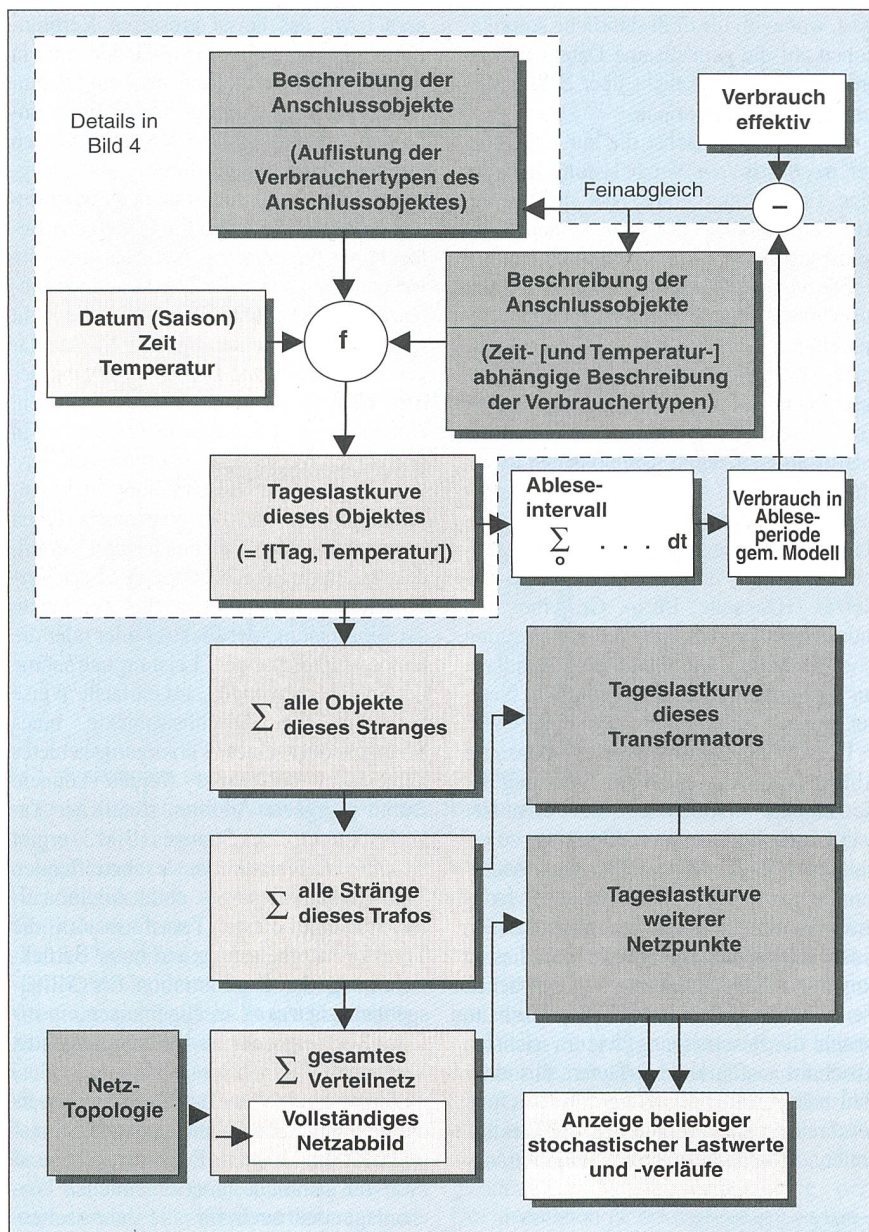 Details in
Bild 4
Beschreibung der
Anschlussobjekte
(Auflistung der
Verbrauchertypen des
Anschlussobjektes)
Verbrauch
effektiv
Feinabgleich
–
Datum (Saison)
Zeit
Temperatur
f
Beschreibung der
Anschlussobjekte
(Zeit- [und Temperatur-]
abhängige Beschreibung
der Verbrauchertypen)
Tageslastkurve
dieses Objektes
(= f[Tag, Temperatur])
Ablese-
intervall
∑ . . . dt
o
Verbrauch in
Ablese-
periode
gem. Modell
∑ alle Objekte
dieses Stranges
Tageslastkurve
dieses
Transformators
∑ alle Stränge
dieses Trafos
Tageslastkurve
weiterer
Netzpunkte
Netz-
Topologie
∑ gesamtes
Verteilnetz
Vollständiges
Netzabbild
Anzeige beliebiger
stochastischer Lastwerte
und -verläufe